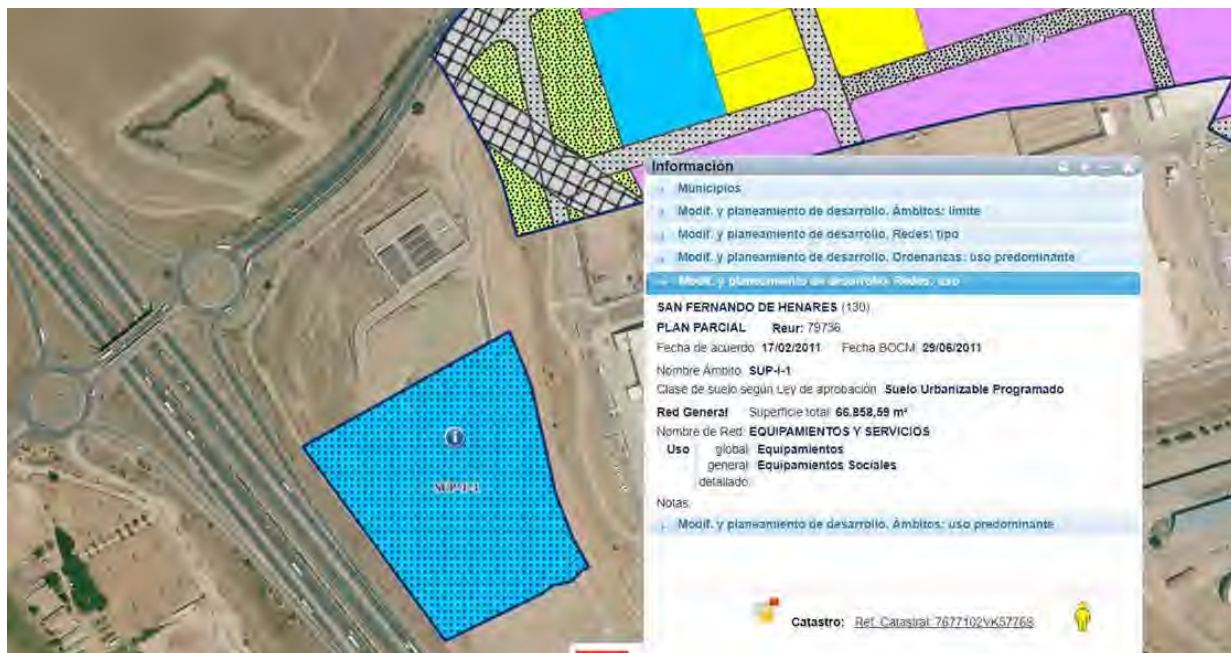 Información
Municipios
Modif. y planeamiento de desarrollo. Ámbitos: límite
Modif. y planeamiento de desarrollo. Redes: tipo
Modif. y planeamiento de desarrollo. Ordenanzas: uso predominante
Modif. y planeamiento de desarrollo. Redes: uso
SAN FERNANDO DE HENARES (130)
PLAN PARCIAL Reur: 79736
Fecha de acuerdo 17/02/2011 Fecha BOCM 29/06/2011
Nombre Ámbito SUP-I-1
Clase de suelo según Ley de aprobación Suelo Urbanizable Programado
Red General Superficie total 66.858,59 m²
Nombre de Red: EQUIPAMIENTOS Y SERVICIOS
Uso global Equipamientos
general Equipamientos Sociales
detallado
Notas
Modif. y planeamiento de desarrollo. Ámbitos: uso predominante
SUP-I-1
Catastro: Ref. Catastral: 7677102VK5776S